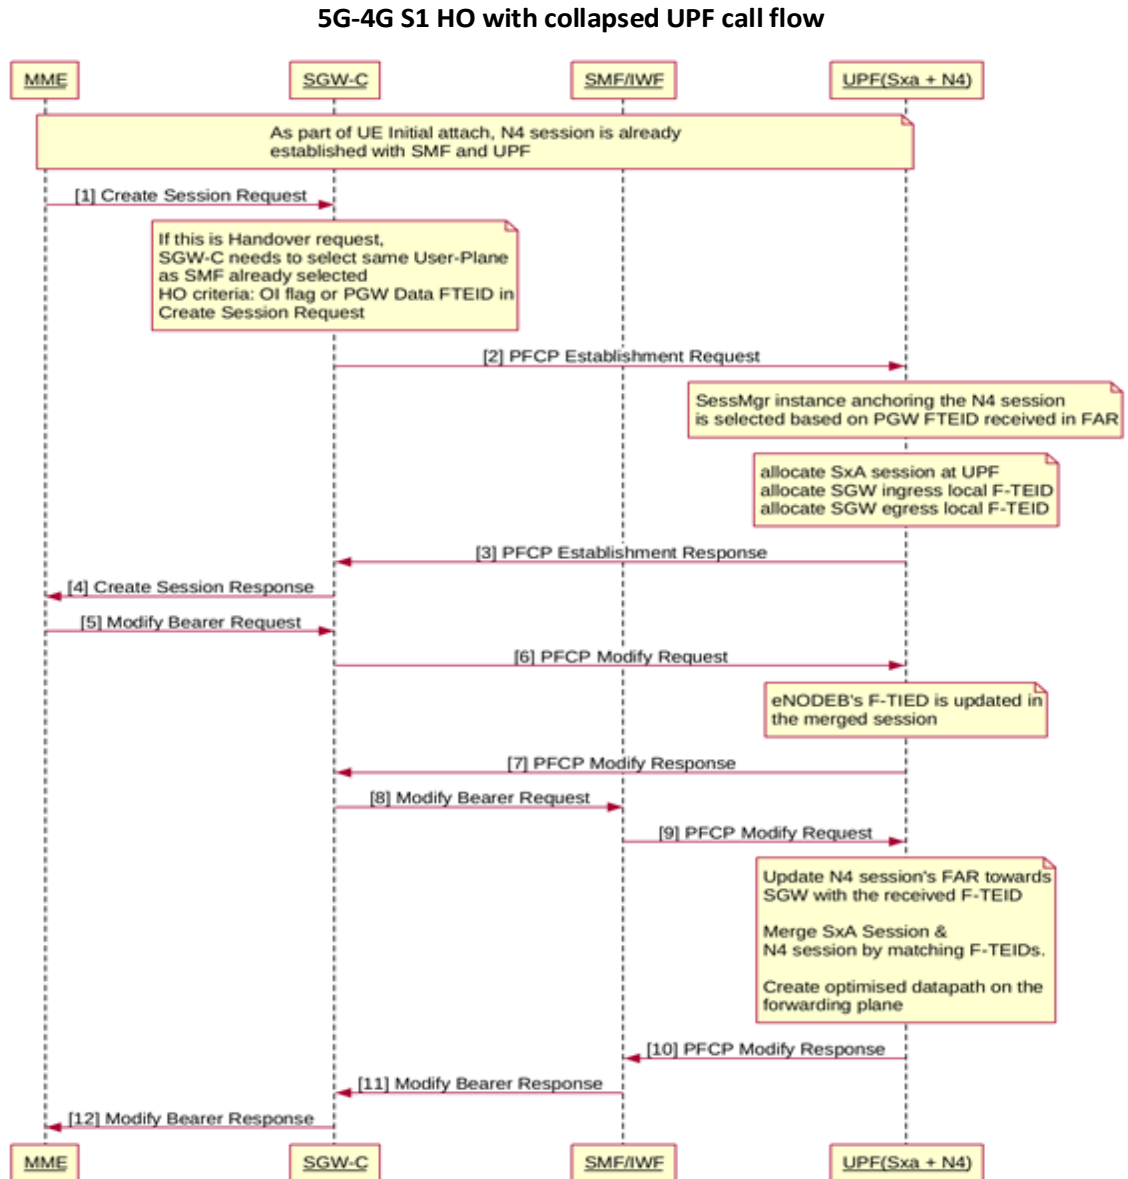 5G-4G S1 HO with collapsed UPF call flow
MME
SGW-C
SMF/IWF
UPF(Sxa + N4)
As part of UE Initial attach, N4 session is already
established with SMF and UPF
[1] Create Session Request
If this is Handover request,
SGW-C needs to select same User-Plane
as SMF already selected
HO criteria: OI flag or PGW Data FTEID in
Create Session Request
[2] PFCP Establishment Request
SessMgr instance anchoring the N4 session
is selected based on PGW FTEID received in FAR
allocate SxA session at UPF
allocate SGW ingress local F-TEID
allocate SGW egress local F-TEID
[3] PFCP Establishment Response
[4] Create Session Response
[5] Modify Bearer Request
[6] PFCP Modify Request
eNODEB's F-TIED is updated in
the merged session
[7] PFCP Modify Response
[8] Modify Bearer Request
[9] PFCP Modify Request
Update N4 session's FAR towards
SGW with the received F-TEID
Merge SxA Session &
N4 session by matching F-TEIDs.
Create optimised datapath on the
forwarding plane
[10] PFCP Modify Response
[11] Modify Bearer Response
[12] Modify Bearer Response
MME
SGW-C
SMF/IWF
UPF(Sxa + N4)